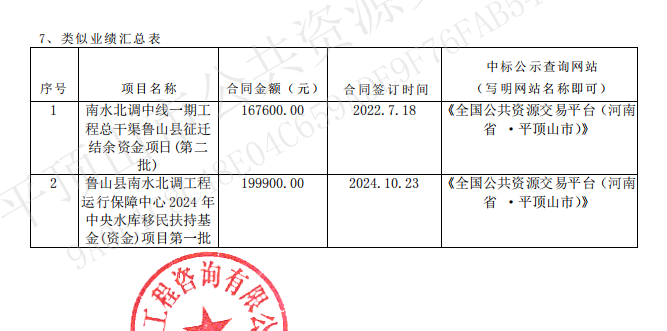 7、类似业绩汇总表
序号 项目名称 合同金额（元） 合同签订时间 中标公示查询网站（写明网站名称即可）
1 南水北调中线一期工程总干渠鲁山县征迁结余资金项目(第二批) 167600.00 2022.7.18 《全国公共资源交易平台（河南省 ·平顶山市）》
2 鲁山县南水北调工程运行保障中心 2024 年中央水库移民扶持基金(资金)项目第一批 199900.00 2024.10.23 《全国公共资源交易平台（河南省 ·平顶山市）》
工程咨询有限公